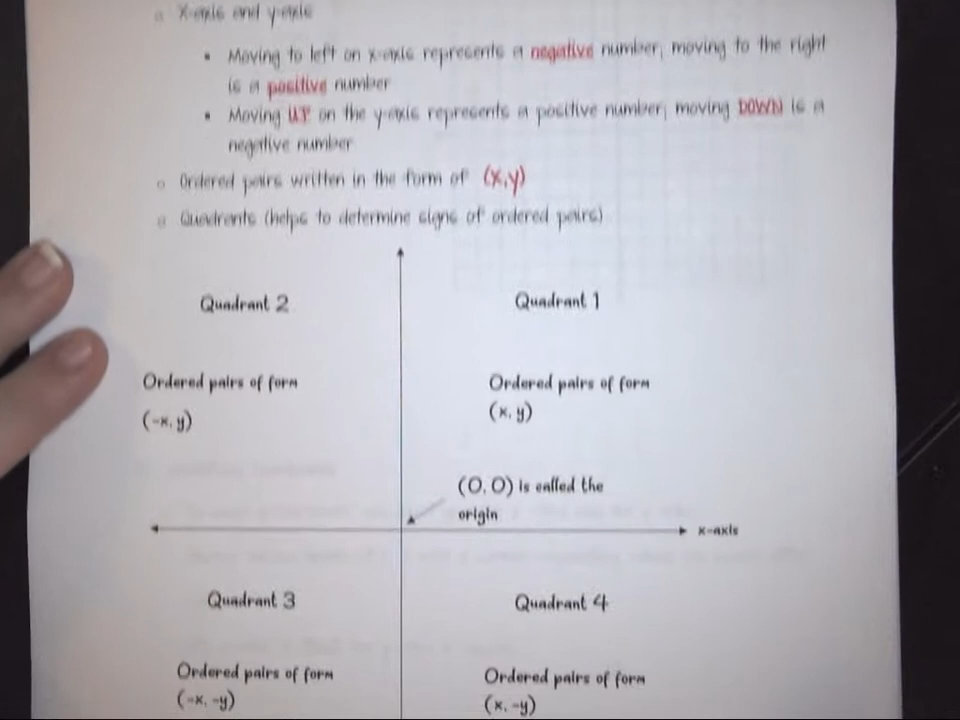 X-axis and y-axis
Moving to left on x-axis represents a negative number; moving to the right
is a positive number
Moving UP on the y-axis represents a positive number; moving DOWN is a
negative number
Ordered pairs written in the form of (x,y)
Quadrants (helps to determine signs of ordered pairs)
Quadrant 2
Quadrant 1
Ordered pairs of form
(-x, y)
Ordered pairs of form
(x, y)
(0, 0) is called the
origin
x-axis
Quadrant 3
Quadrant 4
Ordered pairs of form
(-x, -y)
Ordered pairs of form
(x, -y)